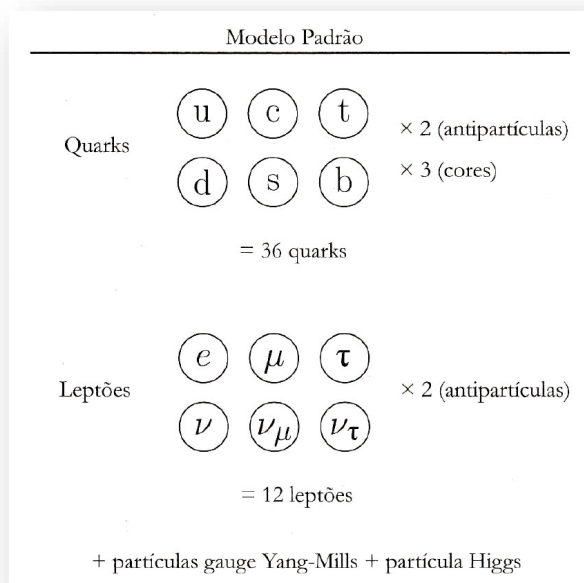 Modelo Padrão
u c t
× 2 (antipartículas)
Quarks
× 3 (cores)
d s b
= 36 quarks
e μ τ
Leptões
× 2 (antipartículas)
ν ν_μ ν_τ
= 12 leptões
+ partículas gauge Yang-Mills + partícula Higgs